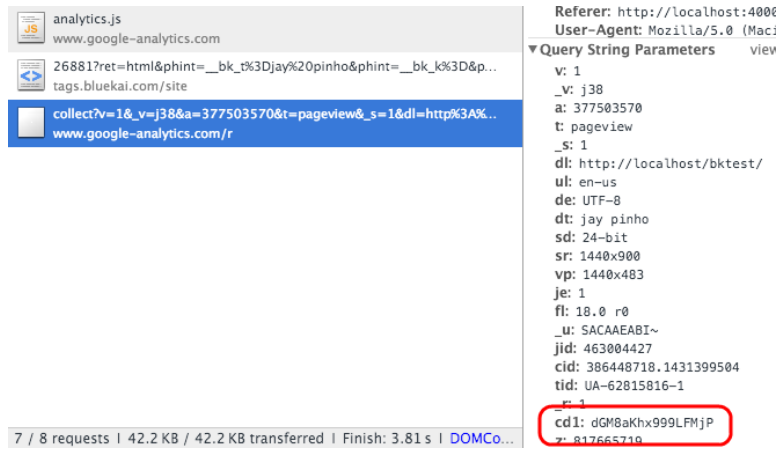 analytics.js
www.google-analytics.com
26881?ret=html&phint=__bk_t%3Djay%20pinho&phint=__bk_k%3D&p...
tags.bluekai.com/site
collect?v=1&_v=j38&a=377503570&t=pageview&_s=1&dl=http%3A%...
www.google-analytics.com/r
7 / 8 requests | 42.2 KB / 42.2 KB transferred | Finish: 3.81 s | DOMCo...
Referer: http://localhost:4000
User-Agent: Mozilla/5.0 (Maci
▼Query String Parameters view
v: 1
_v: j38
a: 377503570
t: pageview
_s: 1
dl: http://localhost/bktest/
ul: en-us
de: UTF-8
dt: jay pinho
sd: 24-bit
sr: 1440x900
vp: 1440x483
je: 1
fl: 18.0 r0
_u: SACAAEABI~
jid: 463004427
cid: 386448718.1431399504
tid: UA-62815816-1
_r: 1
cd1: dGM8aKhx999LFMjP
z: 817665719